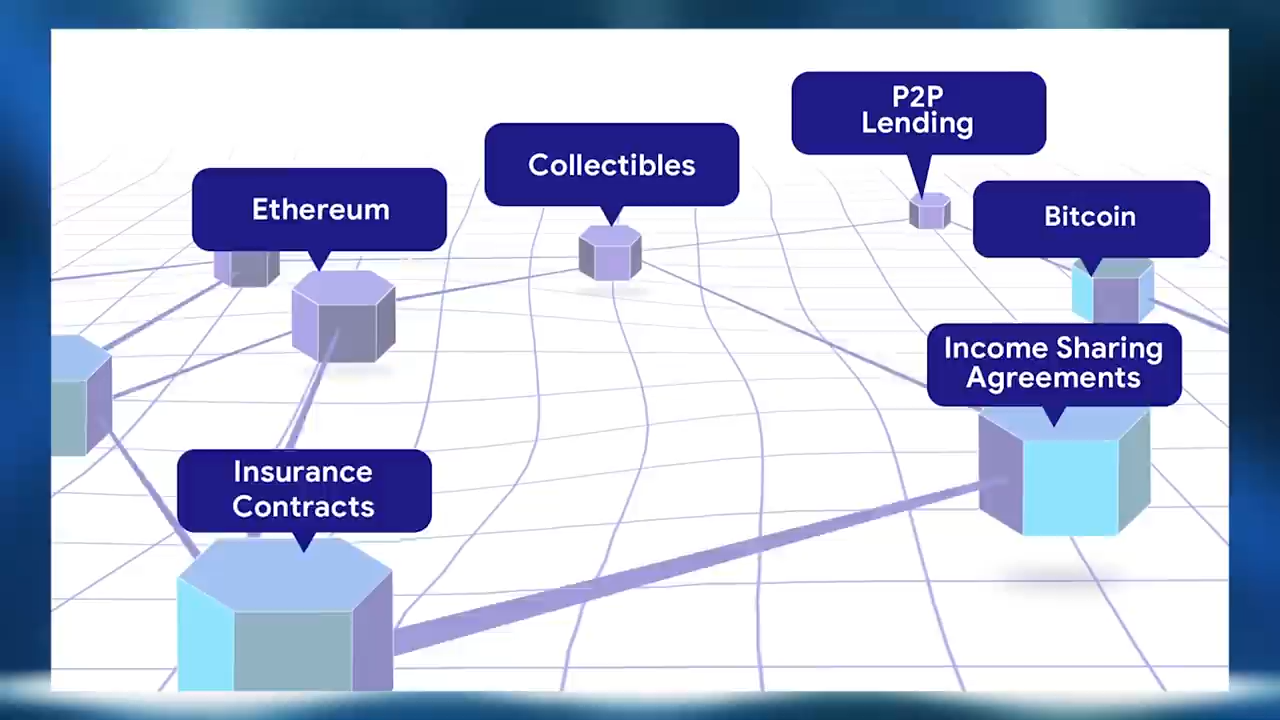 P2P
Lending
Collectibles
Ethereum
Bitcoin
Income Sharing
Agreements
Insurance
Contracts